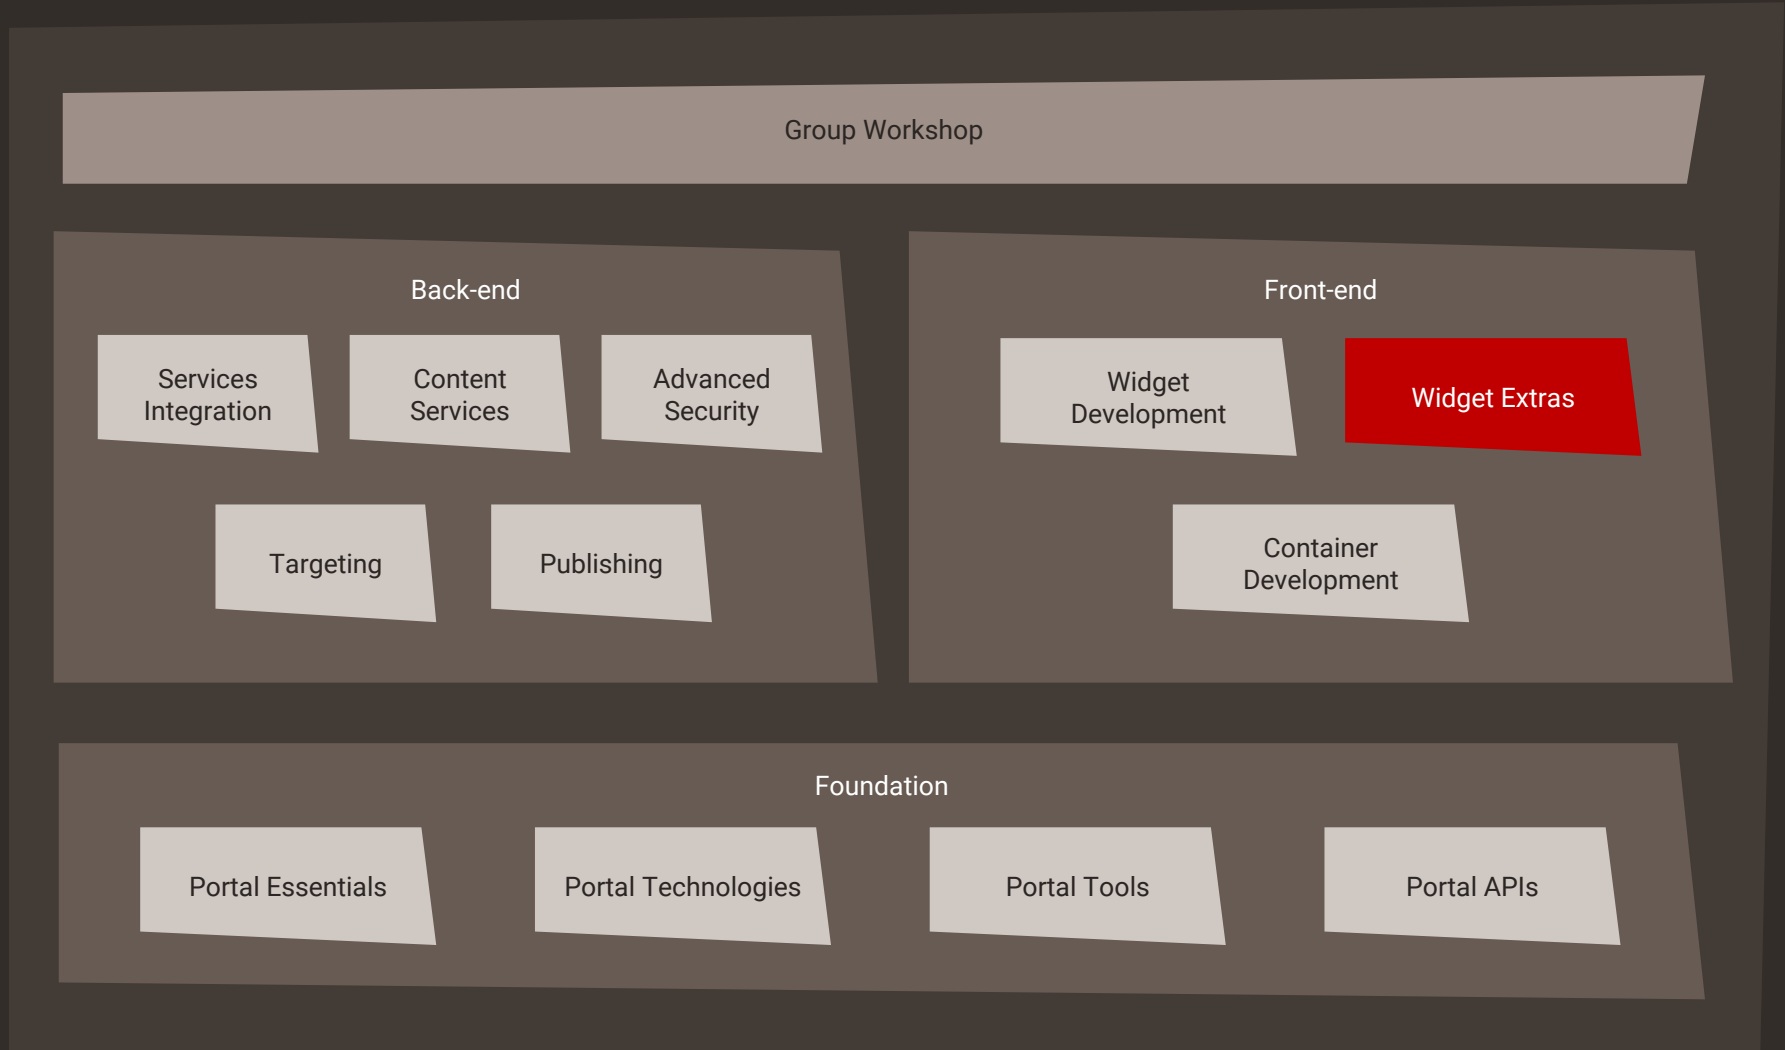 Group Workshop
Back-end
Services
Integration
Content
Services
Advanced
Security
Targeting
Publishing
Front-end
Widget
Development
Widget Extras
Container
Development
Foundation
Portal Essentials
Portal Technologies
Portal Tools
Portal APIs